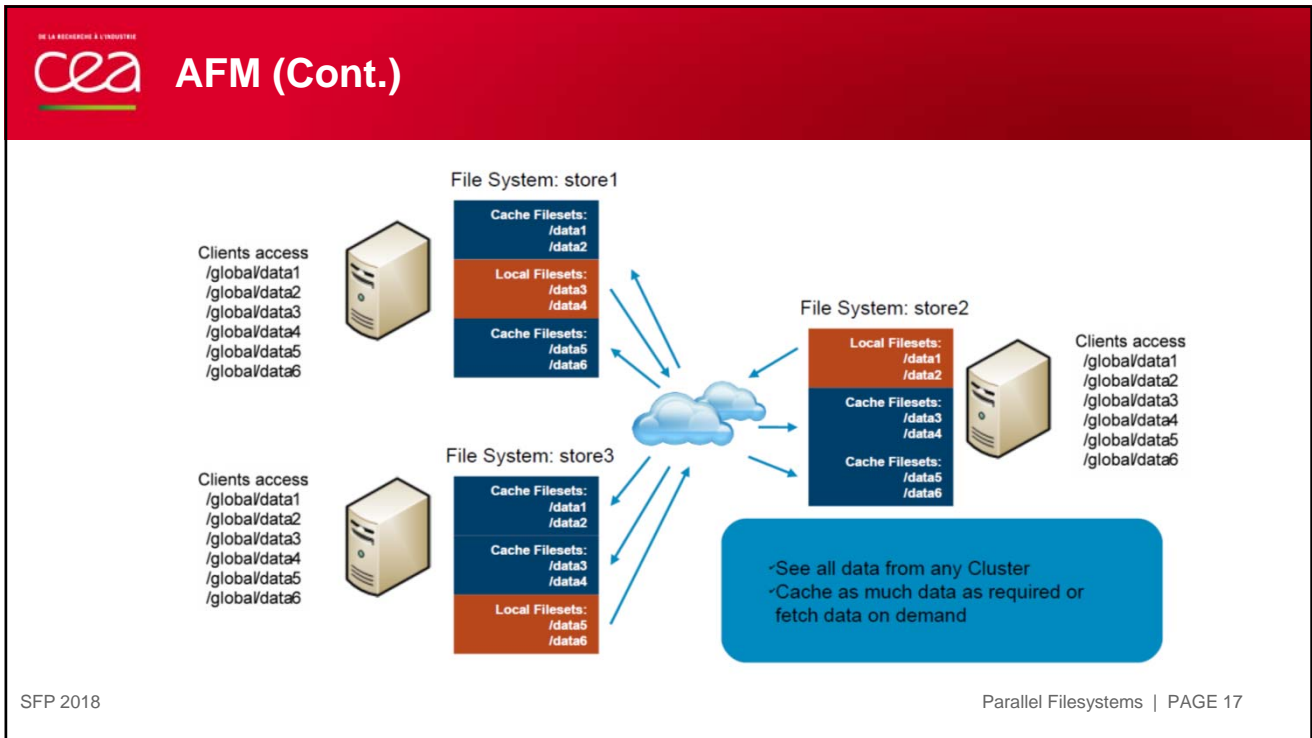 DE LA RECHERCHE À L'INDUSTRIE
cea
AFM (Cont.)
File System: store1
Clients access
/global/data1
/global/data2
/global/data3
/global/data4
/global/data5
/global/data6
Cache Filesets:
/data1
/data2
Local Filesets:
/data3
/data4
Cache Filesets:
/data5
/data6
File System: store2
Local Filesets:
/data1
/data2
Cache Filesets:
/data3
/data4
Cache Filesets:
/data5
/data6
Clients access
/global/data1
/global/data2
/global/data3
/global/data4
/global/data5
/global/data6
File System: store3
Clients access
/global/data1
/global/data2
/global/data3
/global/data4
/global/data5
/global/data6
Cache Filesets:
/data1
/data2
Cache Filesets:
/data3
/data4
Local Filesets:
/data5
/data6
✓See all data from any Cluster
✓Cache as much data as required or
fetch data on demand
SFP 2018
Parallel Filesystems | PAGE 17